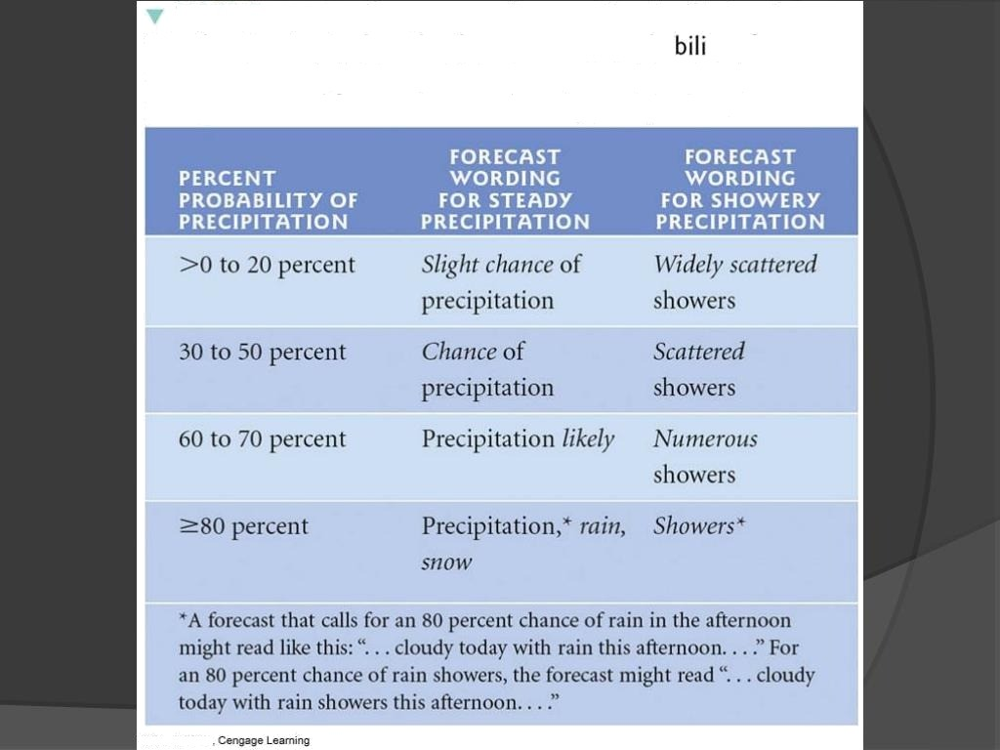 bili
PERCENT
PROBABILITY OF
PRECIPITATION
FORECAST
WORDING
FOR STEADY
PRECIPITATION
FORECAST
WORDING
FOR SHOWERY
PRECIPITATION
>0 to 20 percent
Slight chance of
precipitation
Widely scattered
showers
30 to 50 percent
Chance of
precipitation
Scattered
showers
60 to 70 percent
Precipitation likely
Numerous
showers
≥80 percent
Precipitation,* rain,
snow
Showers*
*A forecast that calls for an 80 percent chance of rain in the afternoon
might read like this: “. . . cloudy today with rain this afternoon. . . .” For
an 80 percent chance of rain showers, the forecast might read “. . . cloudy
today with rain showers this afternoon. . . .”
, Cengage Learning